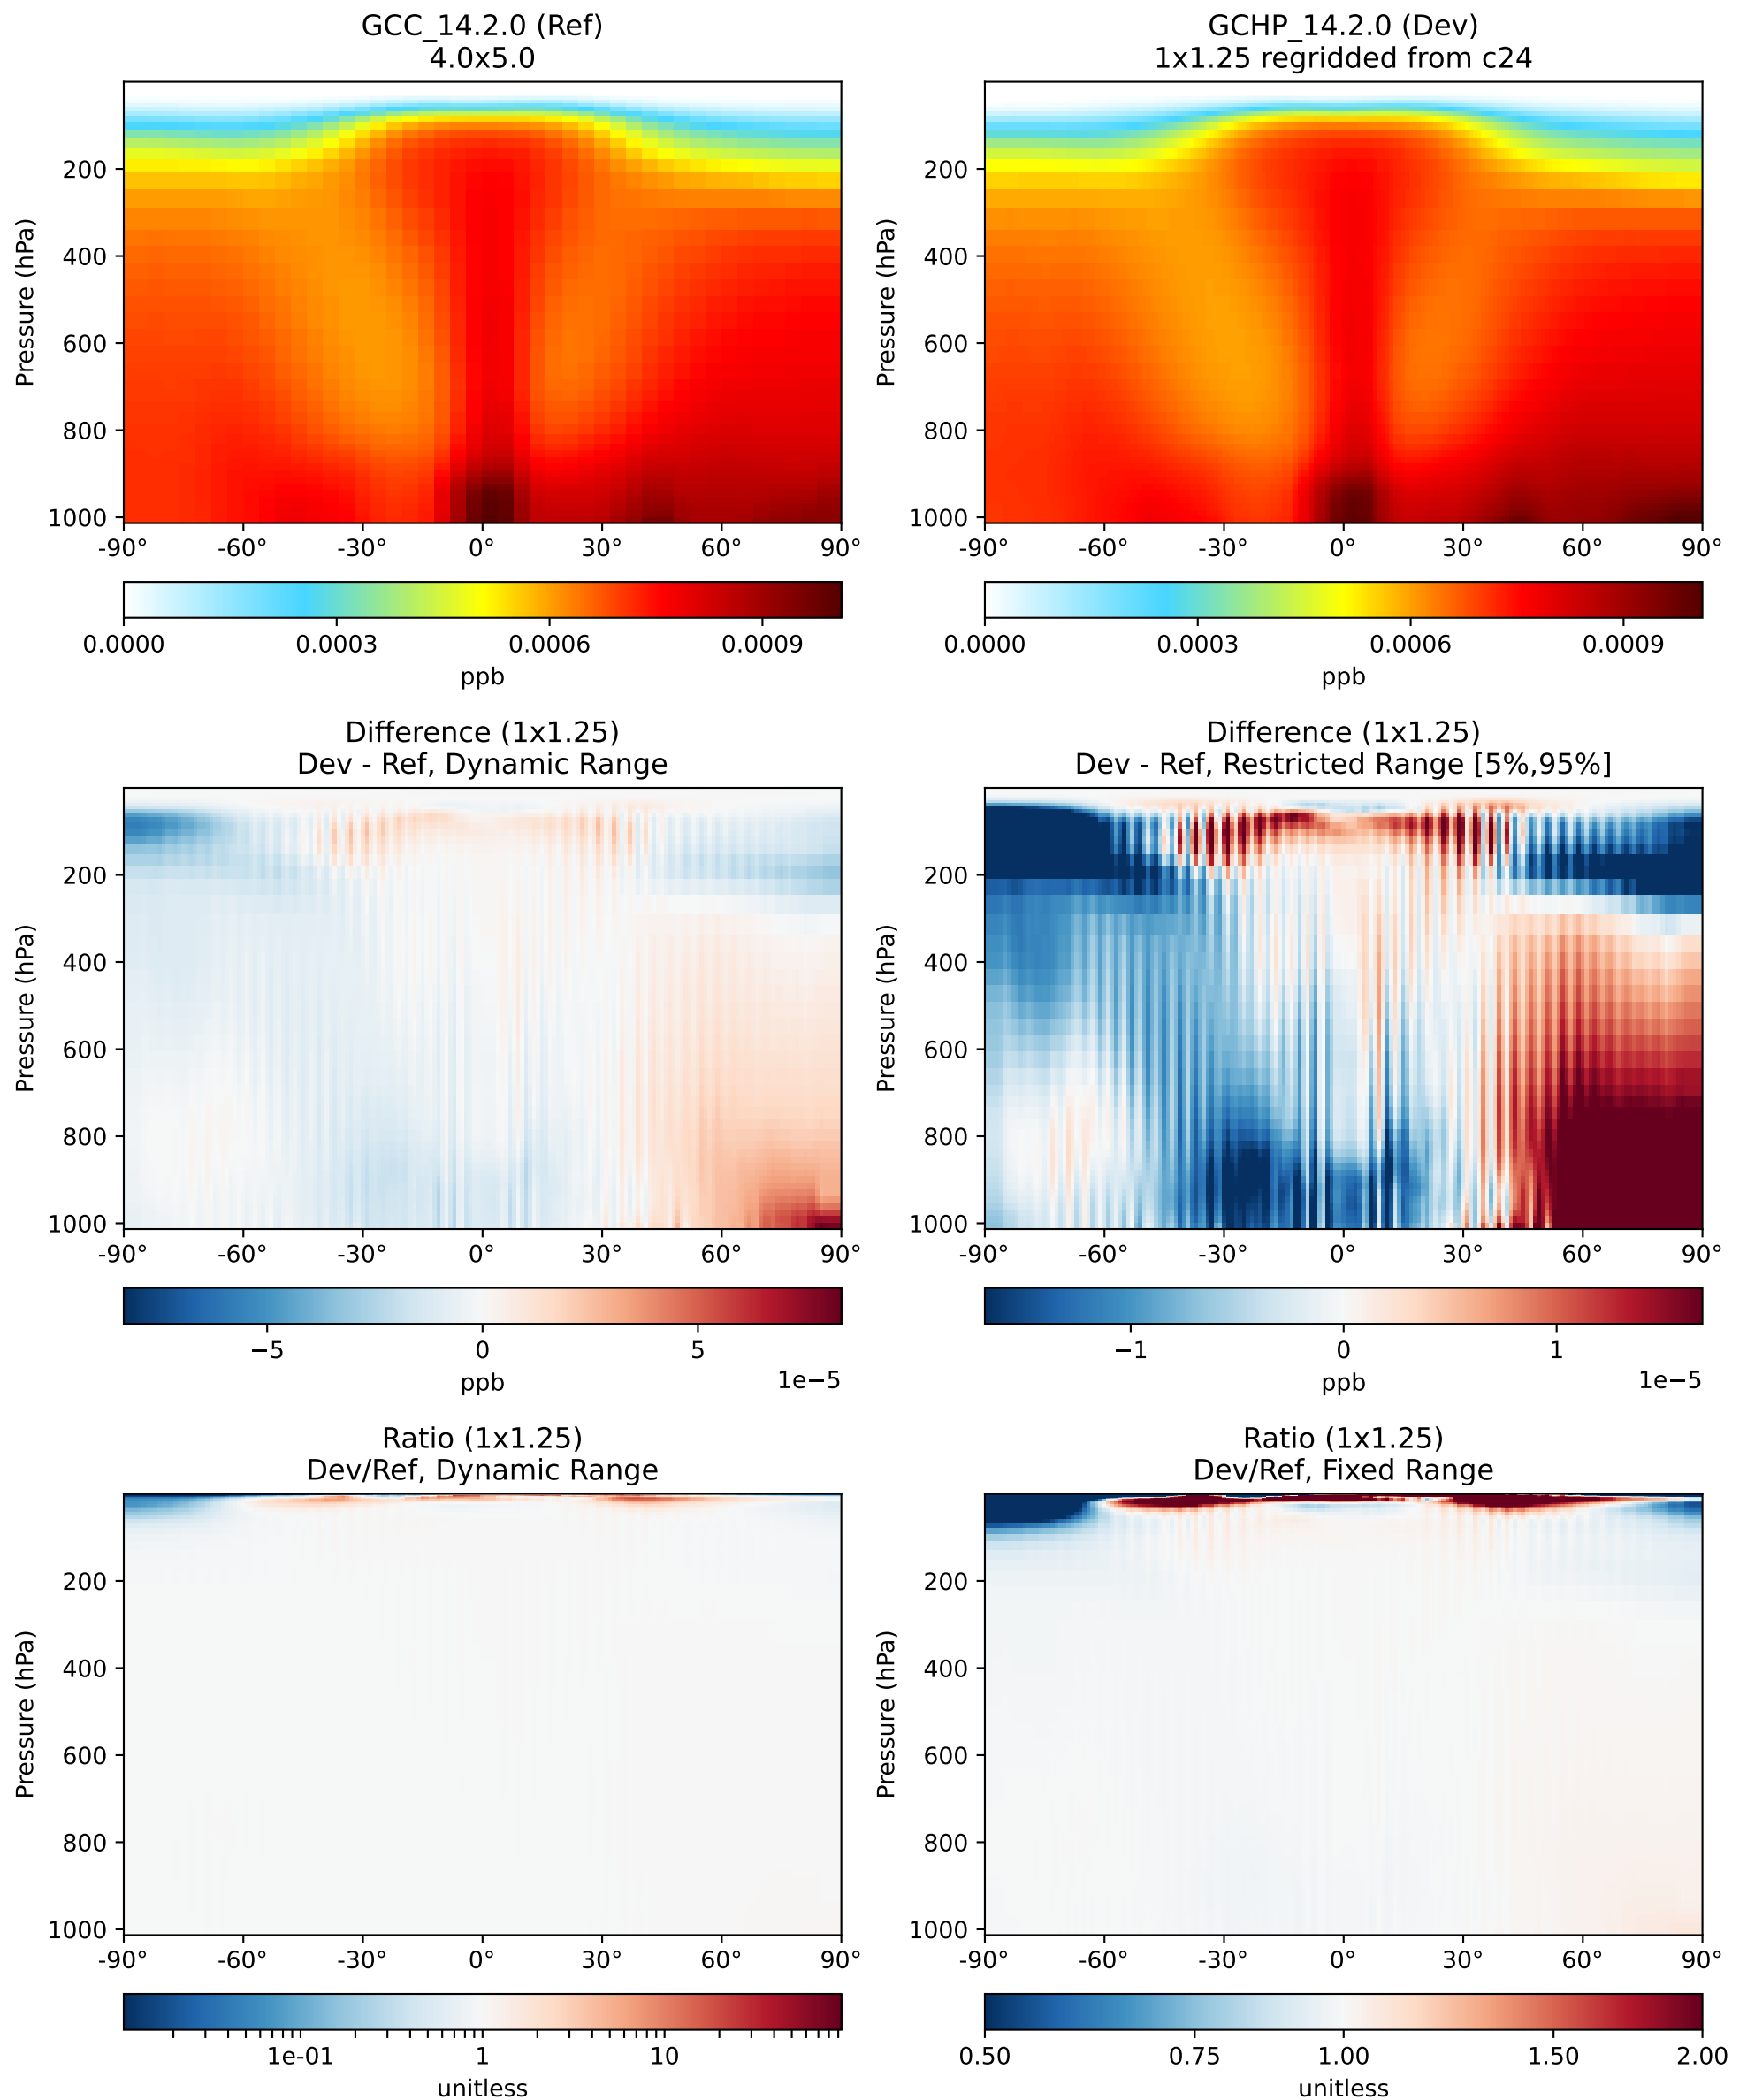 GCC_14.2.0 (Ref)
4.0x5.0
Pressure (hPa)
200
400
600
800
1000
-90° -60° -30° 0° 30° 60° 90°
0.0000 0.0003 0.0006 0.0009
ppb
GCHP_14.2.0 (Dev)
1x1.25 regridded from c24
Pressure (hPa)
200
400
600
800
1000
-90° -60° -30° 0° 30° 60° 90°
0.0000 0.0003 0.0006 0.0009
ppb
Difference (1x1.25)
Dev - Ref, Dynamic Range
Pressure (hPa)
200
400
600
800
1000
-90° -60° -30° 0° 30° 60° 90°
−5 0 5
1e−5
ppb
Difference (1x1.25)
Dev - Ref, Restricted Range [5%,95%]
Pressure (hPa)
200
400
600
800
1000
-90° -60° -30° 0° 30° 60° 90°
−1 0 1
1e−5
ppb
Ratio (1x1.25)
Dev/Ref, Dynamic Range
Pressure (hPa)
200
400
600
800
1000
-90° -60° -30° 0° 30° 60° 90°
1e-01 1 10
unitless
Ratio (1x1.25)
Dev/Ref, Fixed Range
Pressure (hPa)
200
400
600
800
1000
-90° -60° -30° 0° 30° 60° 90°
0.50 0.75 1.00 1.50 2.00
unitless